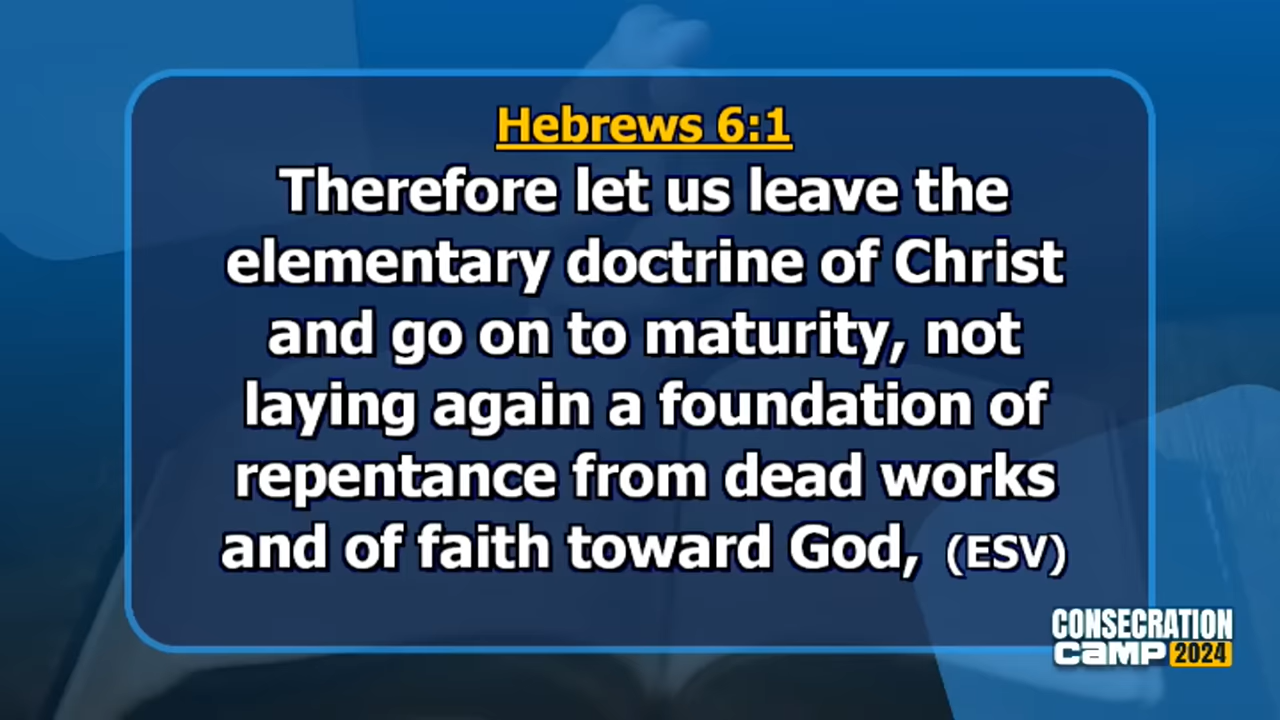 Hebrews 6:1
Therefore let us leave the
elementary doctrine of Christ
and go on to maturity, not
laying again a foundation of
repentance from dead works
and of faith toward God, (ESV)
CONSECRATION
CAMP 2024